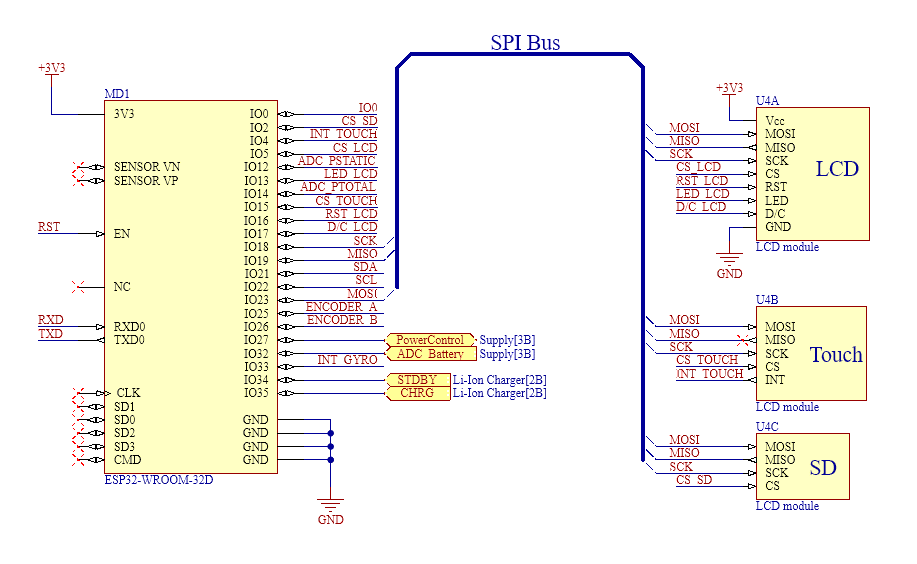 SPI Bus
+3V3
MD1
3V3
SENSOR VN
SENSOR VP
RST
EN
NC
RXD
RXD0
TXD
TXD0
CLK
SD1
SD0
SD2
SD3
CMD
ESP32-WROOM-32D
IO0 IO0
IO2 CS_SD
IO4 INT_TOUCH
IO5 CS_LCD
IO12 ADC_PSTATIC
IO13 LED_LCD
IO14 ADC_PTOTAL
IO15 CS_TOUCH
IO16 RST_LCD
IO17 D/C_LCD
IO18 SCK
IO19 MISO
IO21 SDA
IO22 SCL
IO23 MOSI
IO25 ENCODER_A
IO26 ENCODER_B
IO27 PowerControl Supply[3B]
IO32 ADC_Battery Supply[3B]
IO33 INT_GYRO
IO34 STDBY Li-Ion Charger[2B]
IO35 CHRG Li-Ion Charger[2B]
GND
GND
GND
GND
GND
+3V3
U4A
Vcc
MOSI MOSI
MISO MISO
SCK SCK
CS_LCD CS
RST_LCD RST
LED_LCD LED
D/C_LCD D/C
GND
LCD
LCD module
GND
U4B
MOSI MOSI
MISO MISO
SCK SCK
CS_TOUCH CS
INT_TOUCH INT
Touch
LCD module
U4C
MOSI MOSI
MISO MISO
SCK SCK
CS_SD CS
SD
LCD module